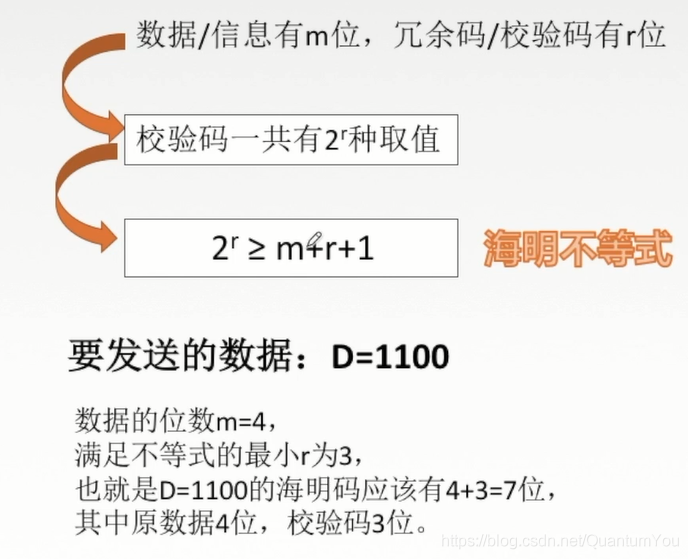 数据/信息有m位，冗余码/校验码有r位
校验码一共有2ʳ种取值
2ʳ ≥ m+r+1
海明不等式
要发送的数据：D=1100
数据的位数m=4，
满足不等式的最小r为3，
也就是D=1100的海明码应该有4+3=7位，
其中原数据4位，校验码3位。
https://blog.csdn.net/QuantumYou